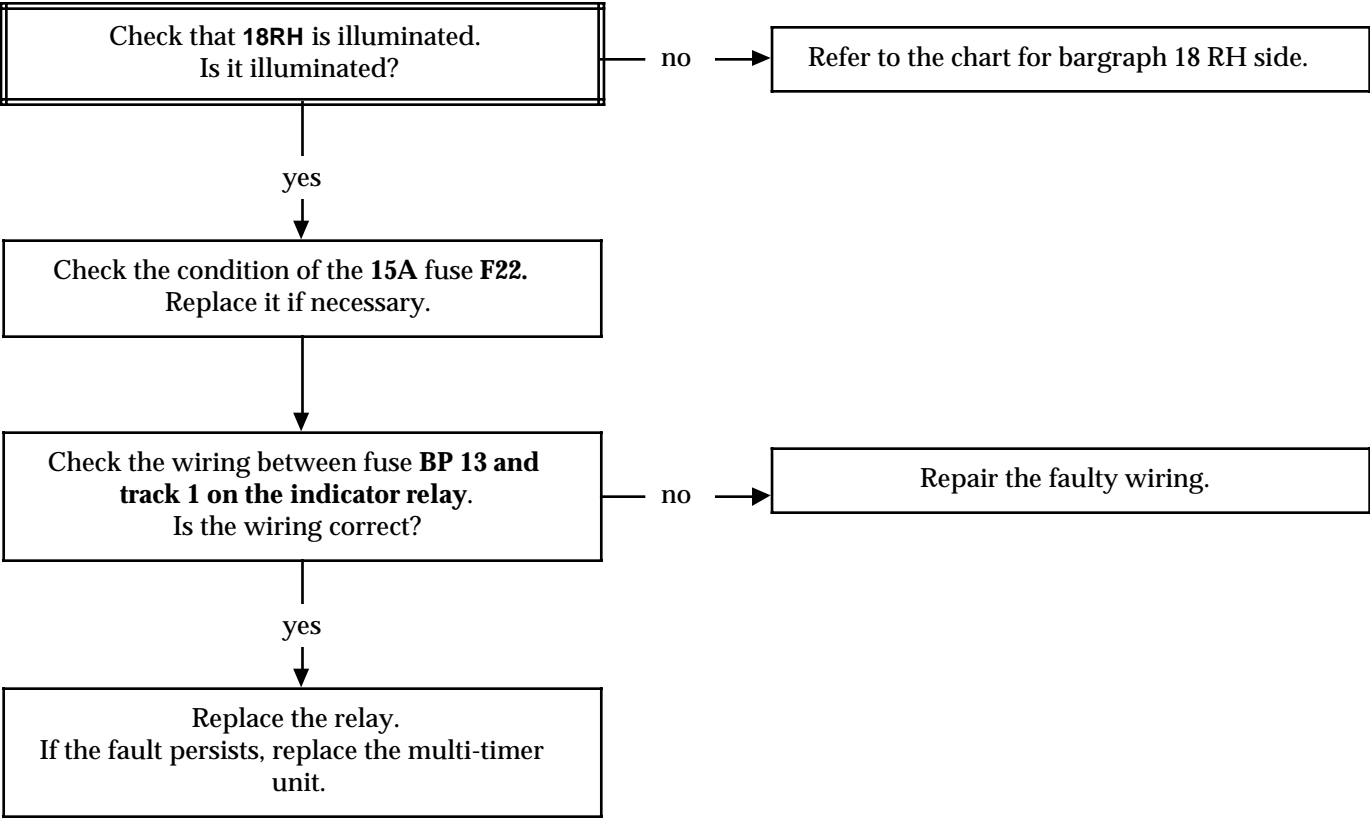 Check that 18RH is illuminated.
Is it illuminated?
no
Refer to the chart for bargraph 18 RH side.
yes
Check the condition of the 15A fuse F22.
Replace it if necessary.
Check the wiring between fuse BP 13 and
track 1 on the indicator relay.
Is the wiring correct?
no
Repair the faulty wiring.
yes
Replace the relay.
If the fault persists, replace the multi-timer
unit.